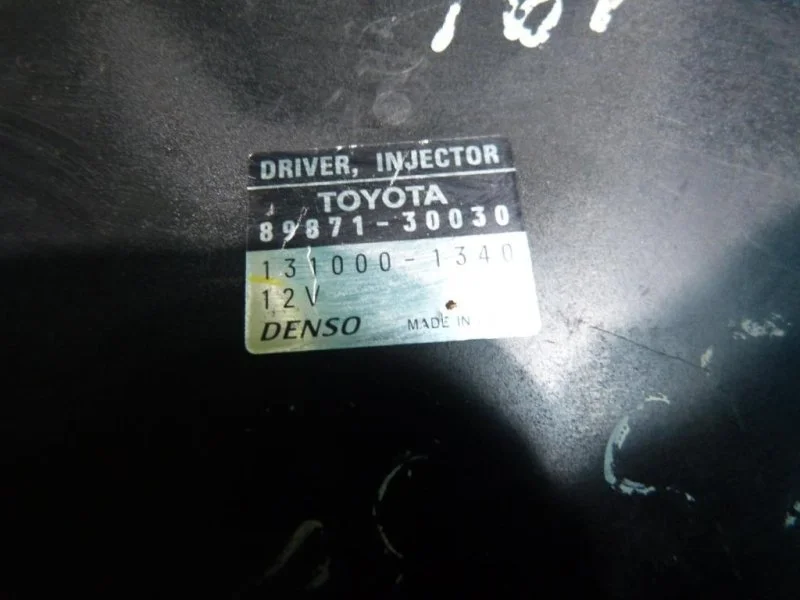 DRIVER, INJECTOR
TOYOTA
89871-30030
131000-1340
12V
DENSO MADE IN